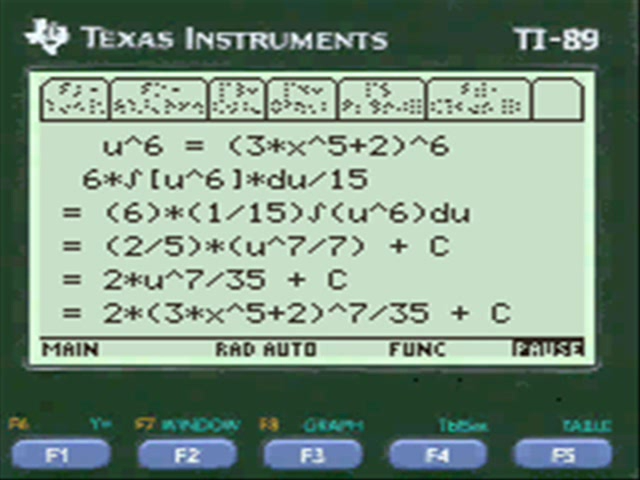 TEXAS INSTRUMENTS TI-89
u^6 = (3*x^5+2)^6
6*∫[u^6]*du/15
= (6)*(1/15)∫(u^6)du
= (2/5)*(u^7/7) + C
= 2*u^7/35 + C
= 2*(3*x^5+2)^7/35 + C
MAIN RAD AUTO FUNC PAUSE
F6 Y= F7 WINDOW F8 GRAPH TblSet TABLE
F1 F2 F3 F4 F5